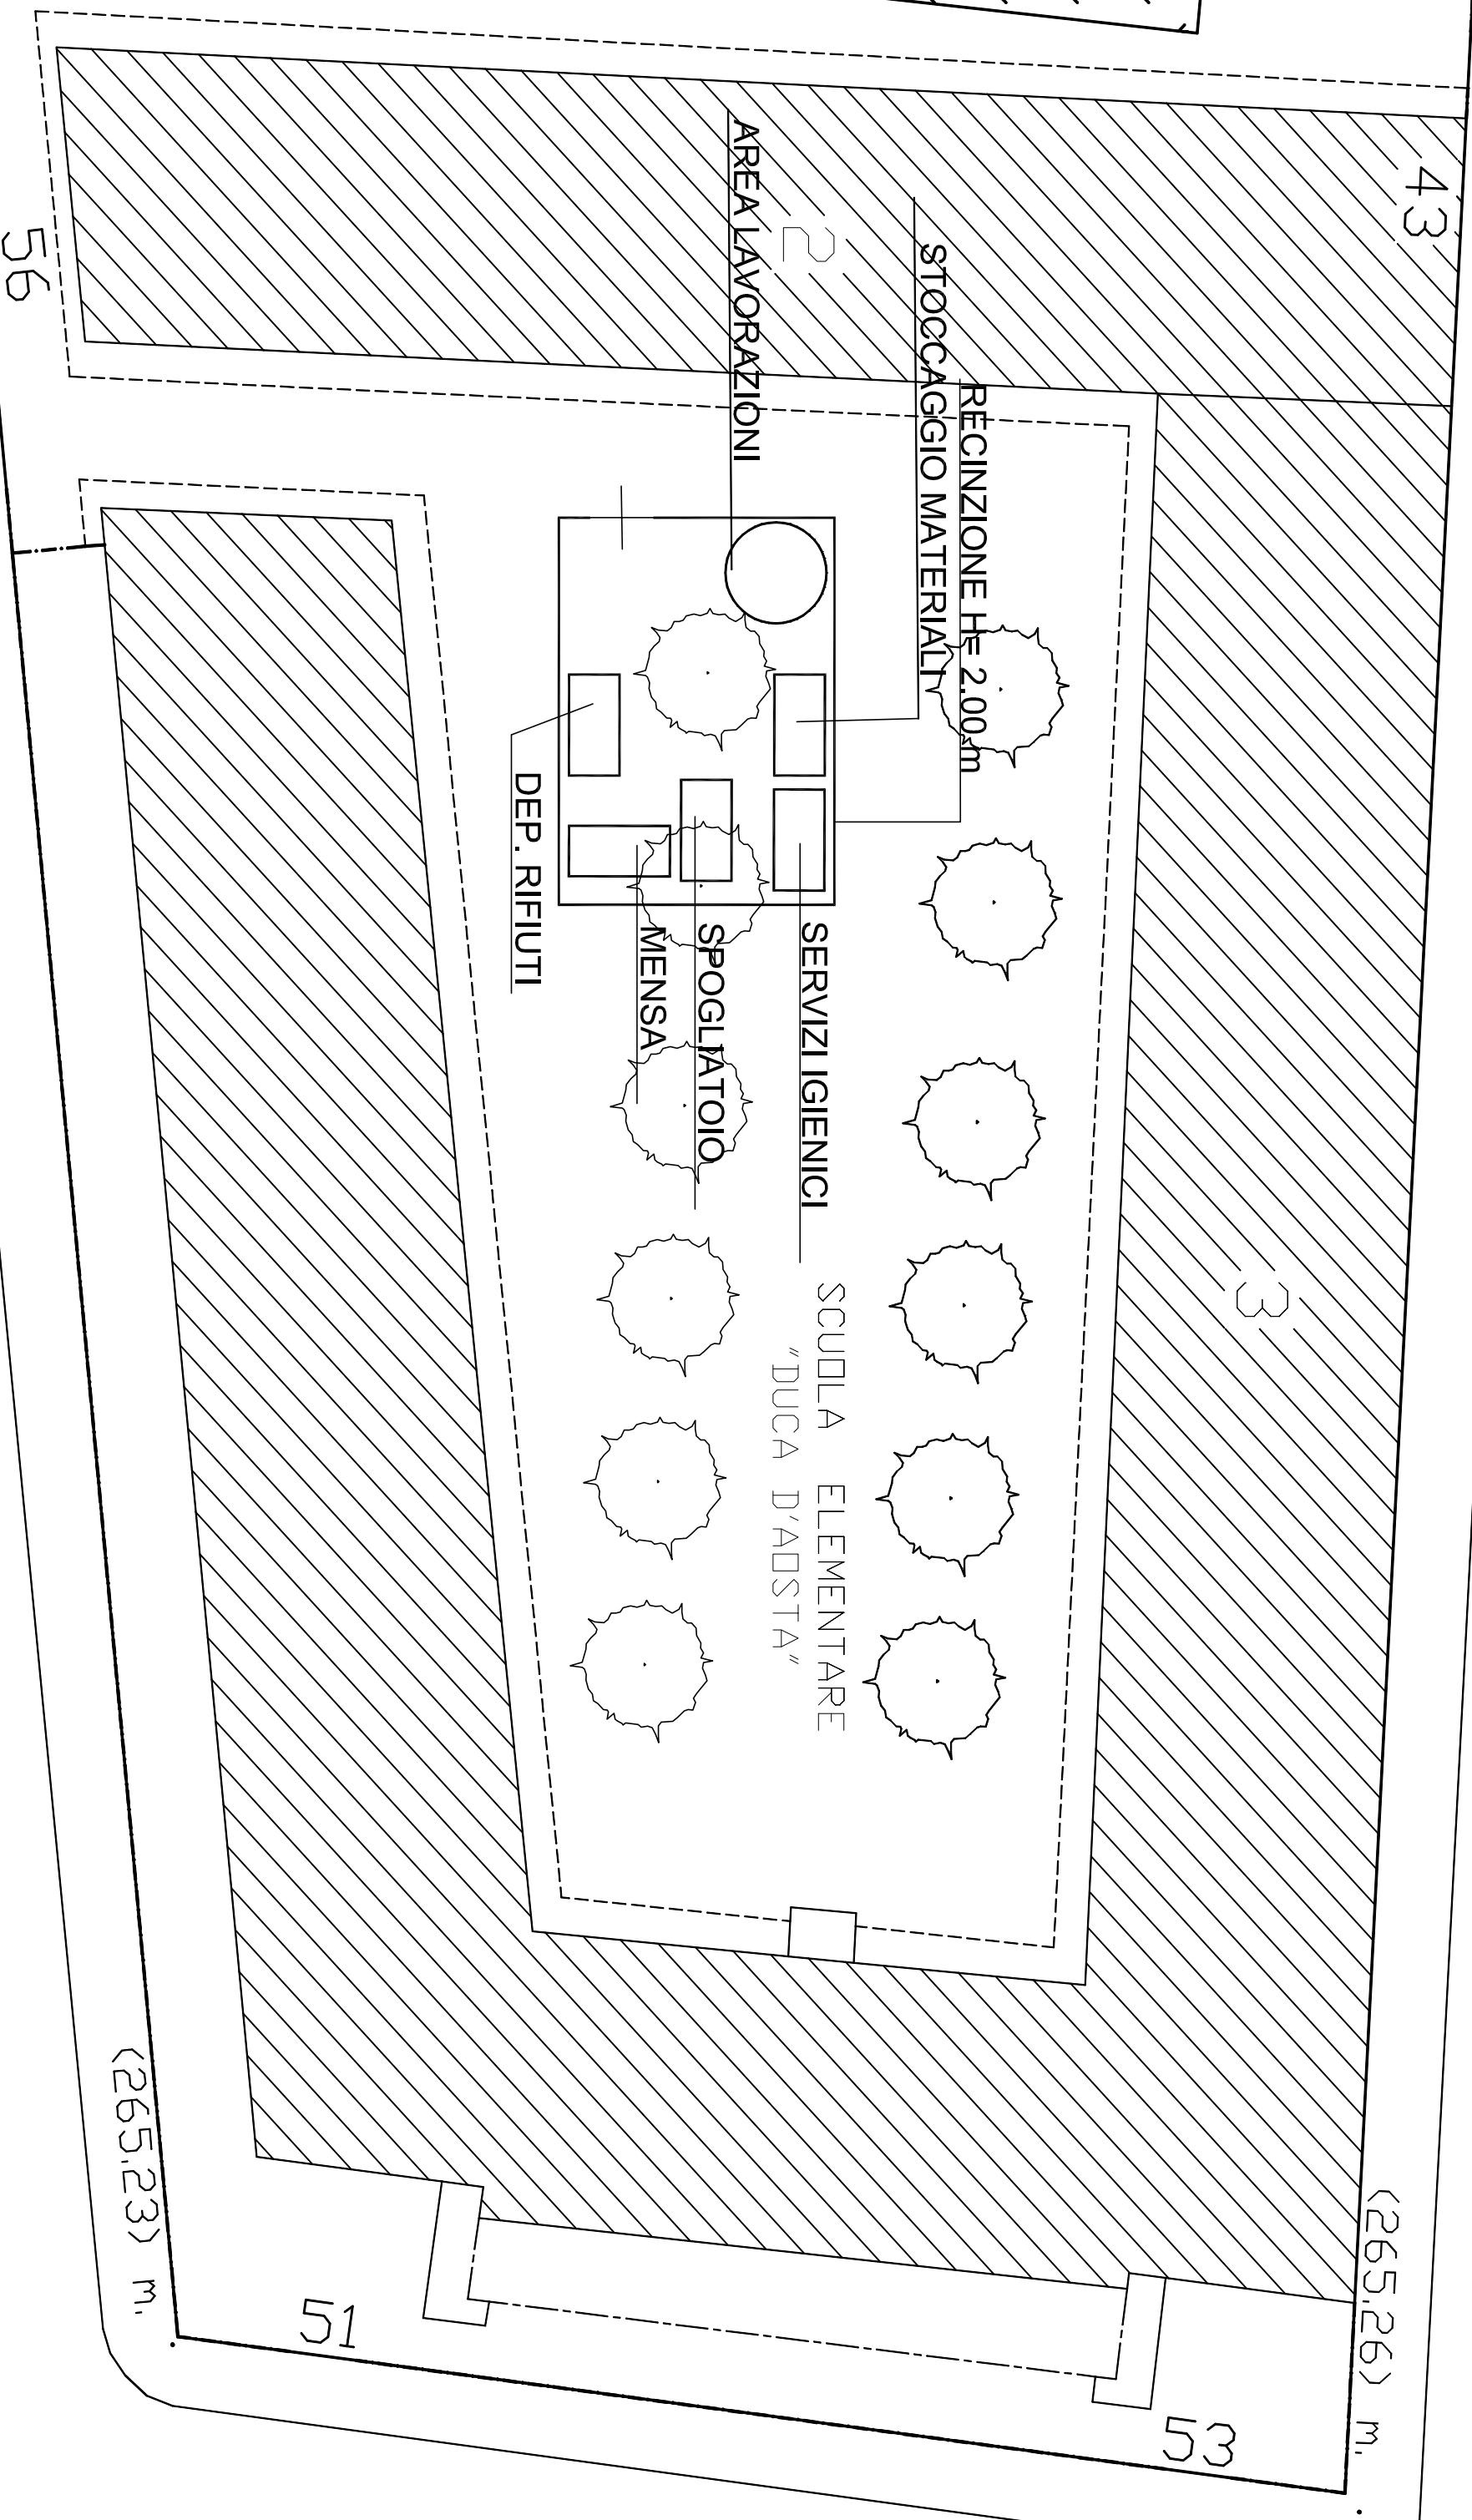 43
56
2
AREA LAVORAZIONI
STOCCAGGIO MATERIALI
RECINZIONE H= 2.00 m
DEP. RIFIUTI
MENSA
SPOGLIATOIO
SERVIZI IGENICI
3
SCUOLA ELEMENTARE
"DUCA D'AOSTA"
(265.23) m.
(265.26) m.
51
53